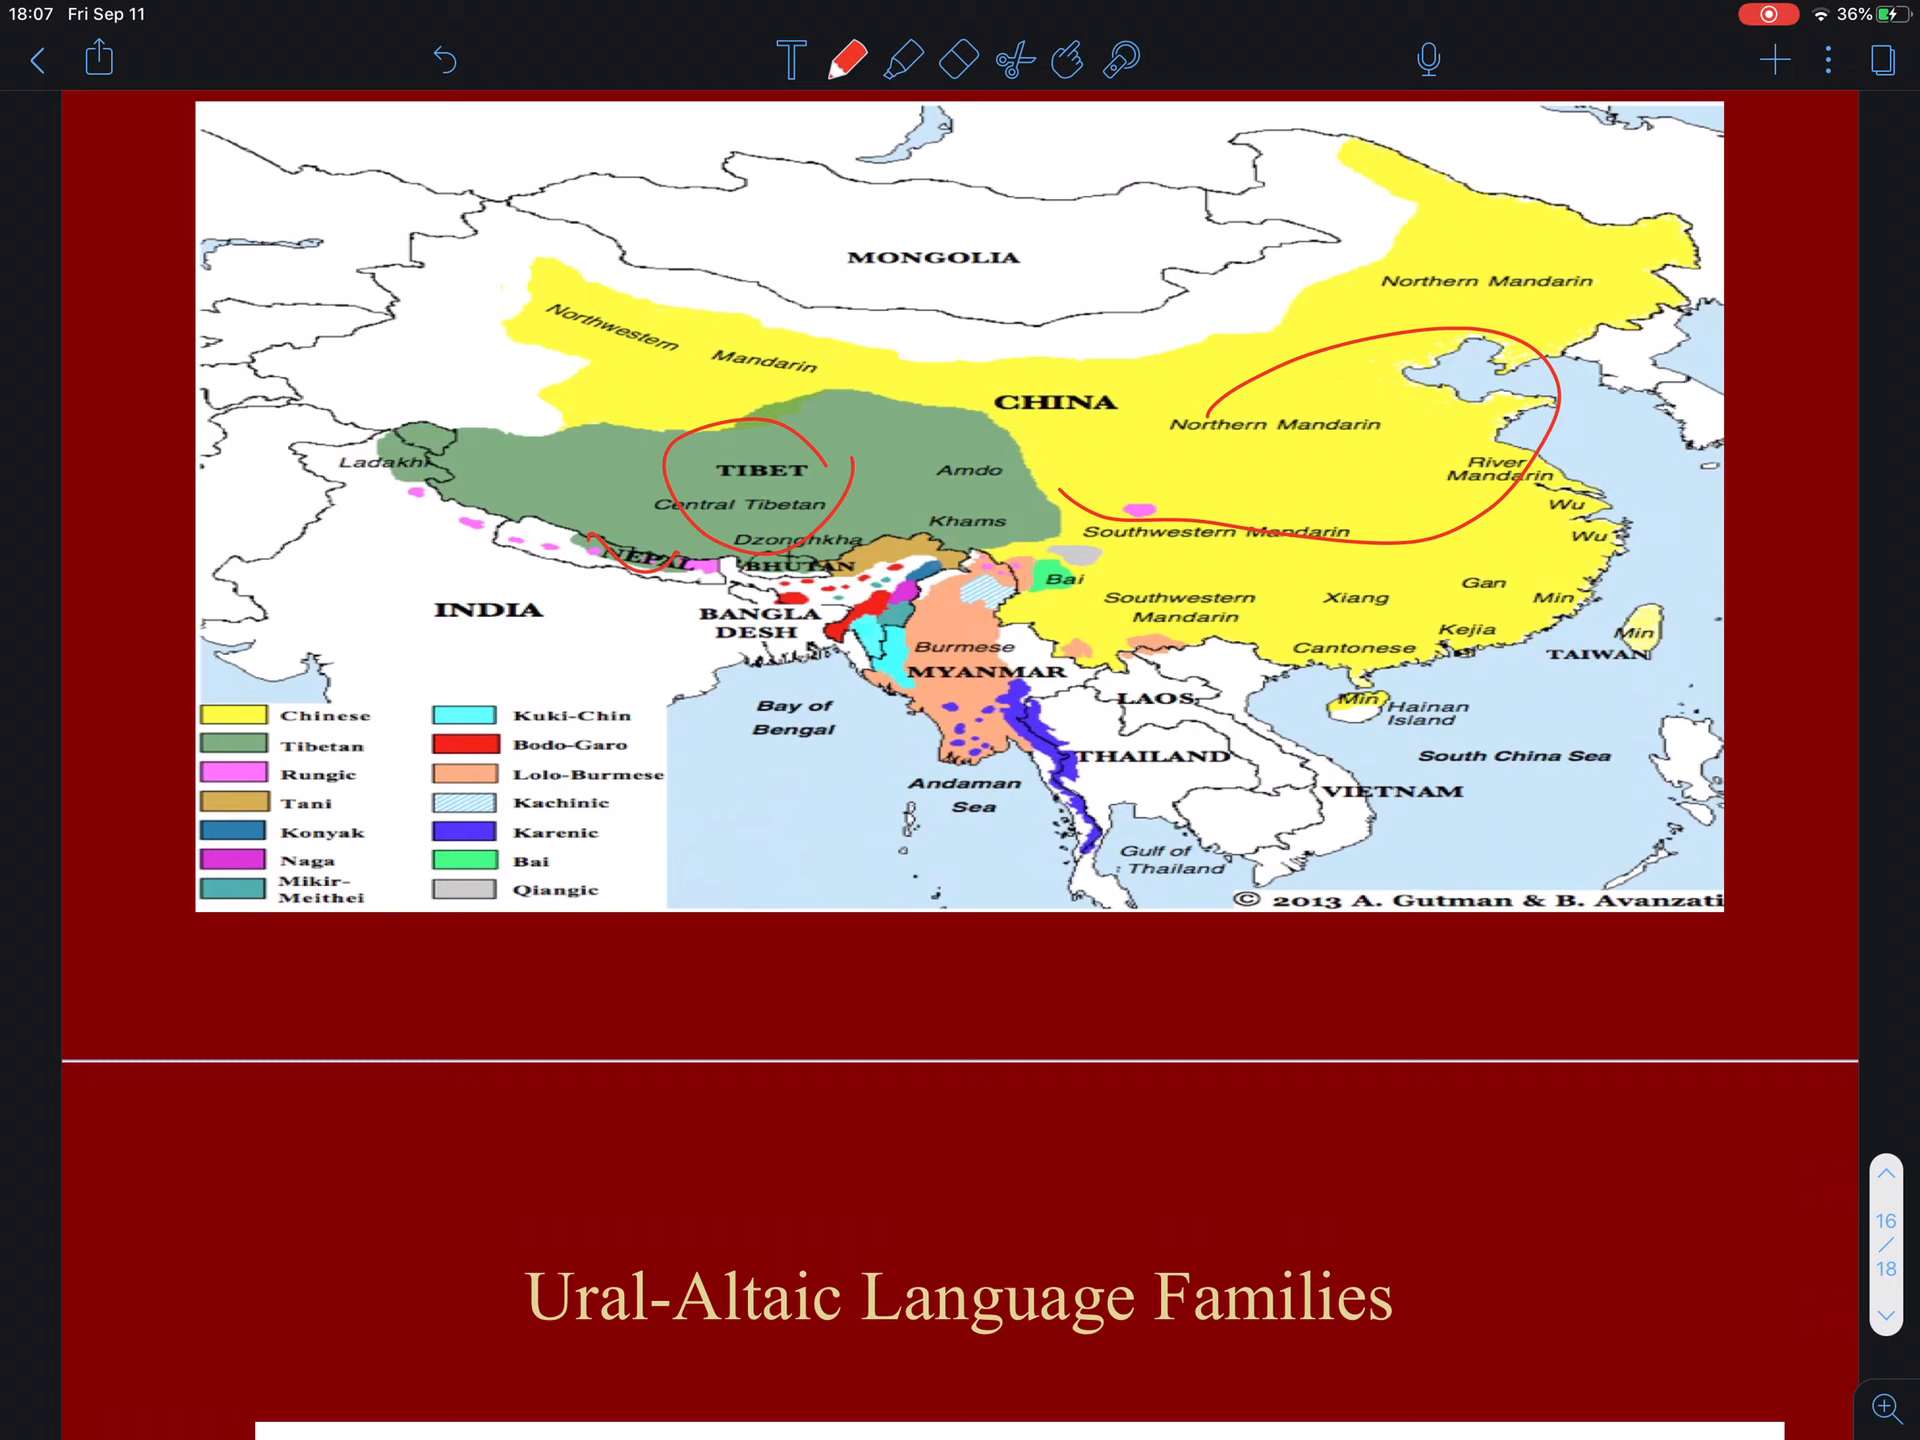 18:07 Fri Sep 11
36%
MONGOLIA
Northern Mandarin
Northwestern Mandarin
CHINA
Northern Mandarin
Ladakhi
TIBET
Amdo
River
Mandarin
Central Tibetan
Wu
Khams
Southwestern Mandarin
Wu
Dzonghkha
NEPAL
BHUTAN
Bai
Gan
INDIA
BANGLA
DESH
Southwestern
Mandarin
Xiang
Min
Kejia
Min
Burmese
Cantonese
TAIWAN
MYANMAR
LAOS
Min
Hainan
Island
Bay of
Bengal
THAILAND
South China Sea
Andaman
Sea
VIETNAM
Gulf of
Thailand
Chinese
Tibetan
Rungic
Tani
Konyak
Naga
Mikir-
Meithei
Kuki-Chin
Bodo-Garo
Lolo-Burmese
Kachinic
Karenic
Bai
Qiangic
© 2013 A. Gutman & B. Avanzati
Ural-Altaic Language Families
16
/
18